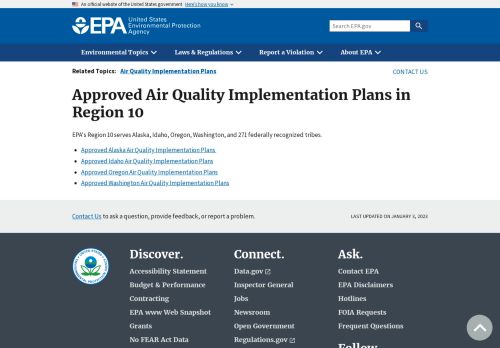 An official website of the United States government Here's how you know
EPA United States
Environmental Protection
Agency
Search EPA.gov
Environmental Topics Laws & Regulations Report a Violation About EPA
Related Topics: Air Quality Implementation Plans
CONTACT US
Approved Air Quality Implementation Plans in
Region 10
EPA's Region 10 serves Alaska, Idaho, Oregon, Washington, and 271 federally recognized tribes.
Approved Alaska Air Quality Implementation Plans
Approved Idaho Air Quality Implementation Plans
Approved Oregon Air Quality Implementation Plans
Approved Washington Air Quality Implementation Plans
Contact Us to ask a question, provide feedback, or report a problem.
LAST UPDATED ON JANUARY 3, 2023
Discover.
Accessibility Statement
Budget & Performance
Contracting
EPA www Web Snapshot
Grants
No FEAR Act Data
Connect.
Data.gov
Inspector General
Jobs
Newsroom
Open Government
Regulations.gov
Ask.
Contact EPA
EPA Disclaimers
Hotlines
FOIA Requests
Frequent Questions
Follow.